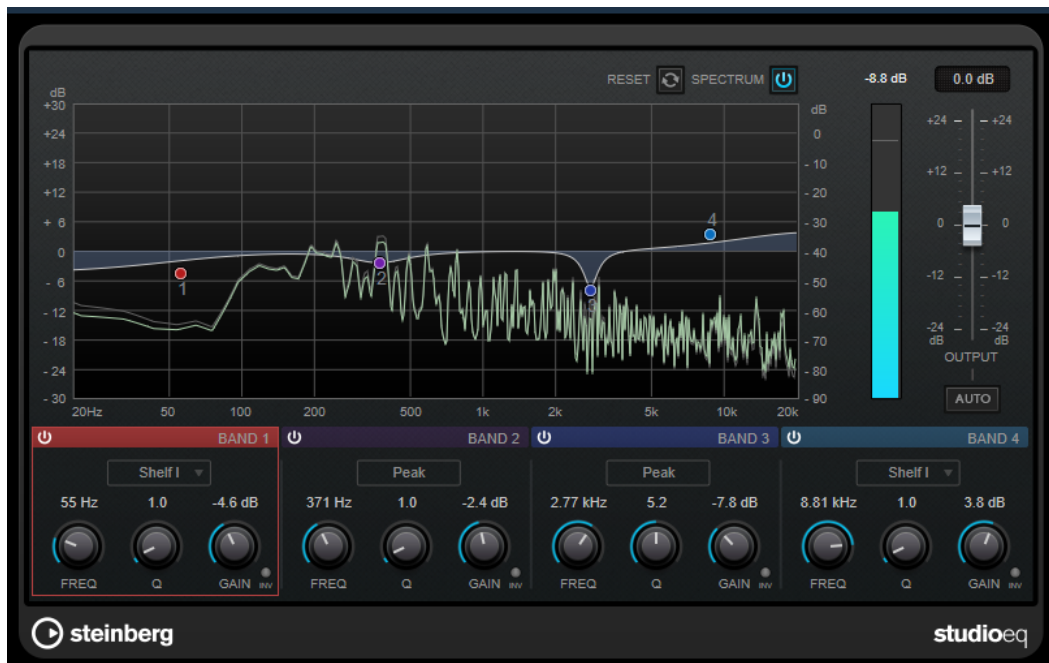 RESET SPECTRUM -8.8 dB 0.0 dB
dB
+30
+24
+18
+12
+ 6
0
- 6
- 12
- 18
- 24
- 30
1
2
3
4
dB
0
- 10
- 20
- 30
- 40
- 50
- 60
- 70
- 80
- 90
20Hz 50 100 200 500 1k 2k 5k 10k 20k
+24 +24
+12 +12
0 0
-12 -12
-24 -24
dB dB
OUTPUT
AUTO
BAND 1 BAND 2 BAND 3 BAND 4
Shelf I Peak Peak Shelf I
55 Hz 1.0 -4.6 dB 371 Hz 1.0 -2.4 dB 2.77 kHz 5.2 -7.8 dB 8.81 kHz 1.0 3.8 dB
FREQ Q GAIN INV FREQ Q GAIN INV FREQ Q GAIN INV FREQ Q GAIN INV
steinberg studioeq